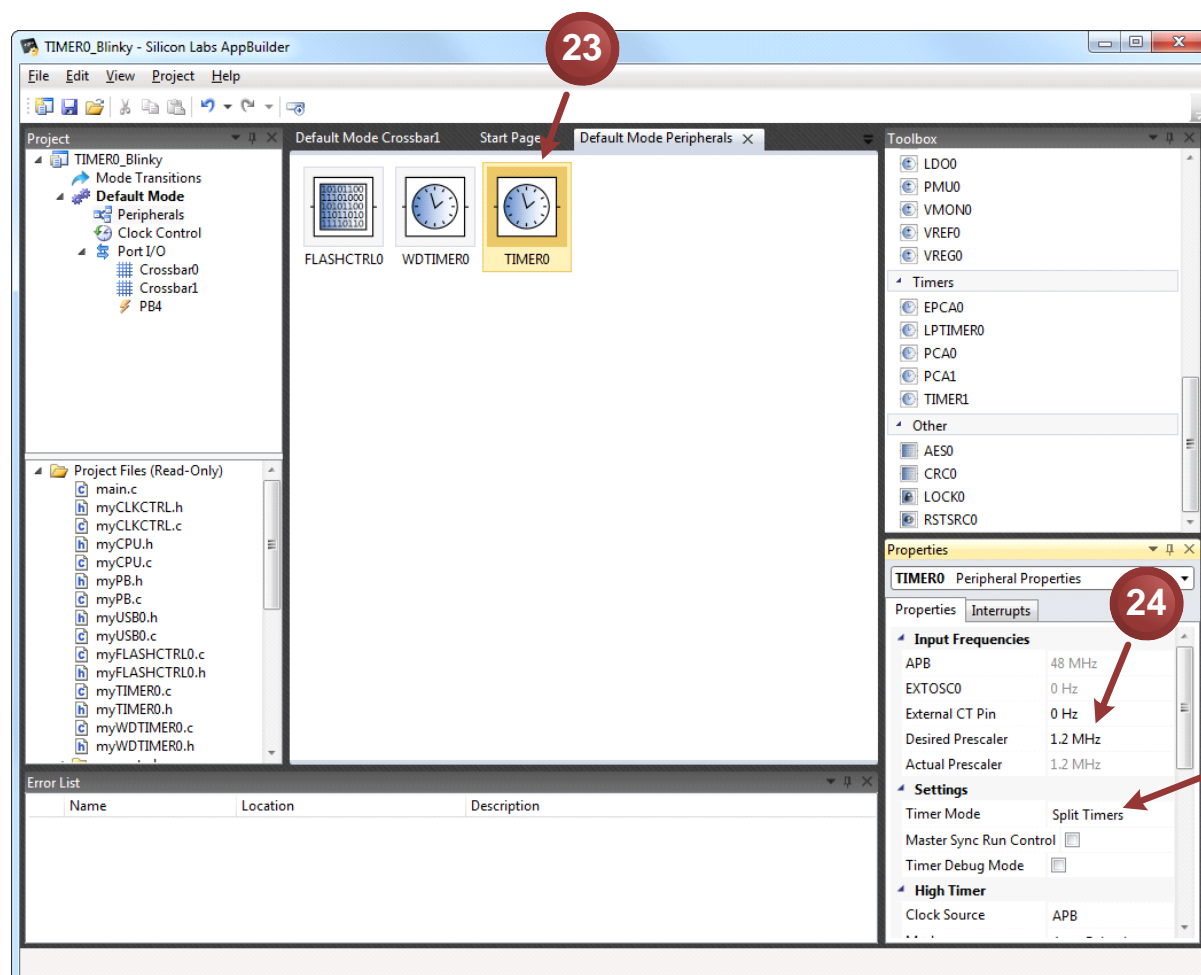 23
TIMER0_Blinky - Silicon Labs AppBuilder
File Edit View Project Help
Project
TIMER0_Blinky
Mode Transitions
Default Mode
Peripherals
Clock Control
Port I/O
Crossbar0
Crossbar1
PB4
Project Files (Read-Only)
main.c
myCLKCTRL.h
myCLKCTRL.c
myCPU.h
myCPU.c
myPB.h
myPB.c
myUSB0.h
myUSB0.c
myFLASHCTRL0.c
myFLASHCTRL0.h
myTIMER0.c
myTIMER0.h
myWDTIMER0.c
myWDTIMER0.h
Default Mode Crossbar1 Start Page Default Mode Peripherals
10101100
11101000
10101100
11011010
11110110
FLASHCTRL0 WDTIMER0 TIMER0
Toolbox
LDO0
PMU0
VMON0
VREF0
VREG0
Timers
EPCA0
LPTIMER0
PCA0
PCA1
TIMER1
Other
AES0
CRC0
LOCK0
RSTSRC0
Properties
TIMER0 Peripheral Properties
24
Properties Interrupts
Input Frequencies
APB 48 MHz
EXTOSC0 0 Hz
External CT Pin 0 Hz
Desired Prescaler 1.2 MHz
Actual Prescaler 1.2 MHz
Settings
Timer Mode Split Timers
Master Sync Run Control
Timer Debug Mode
High Timer
Clock Source APB
Error List
Name Location Description